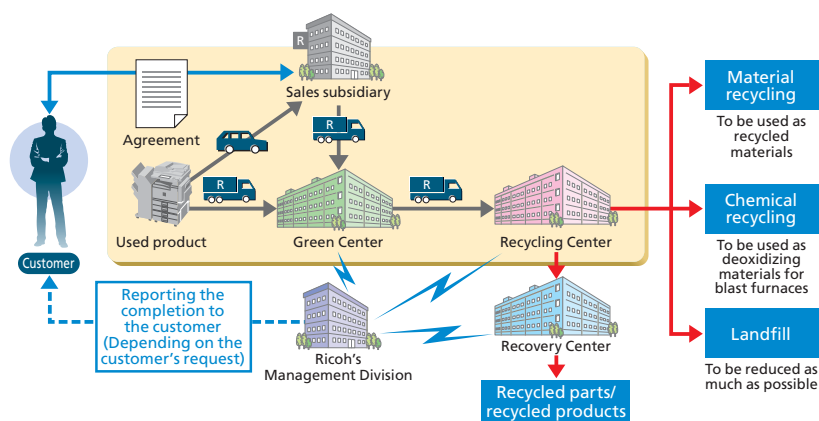 R
Sales subsidiary
Agreement
R
R
R
Used product
Green Center
Recycling Center
Customer
Reporting the
completion to
the customer
(Depending on the
customer's request)
Ricoh's
Management Division
Recovery Center
Recycled parts/
recycled products
Material
recycling
To be used as
recycled
materials
Chemical
recycling
To be used as
deoxidizing
materials for
blast furnaces
Landfill
To be reduced as
much as possible